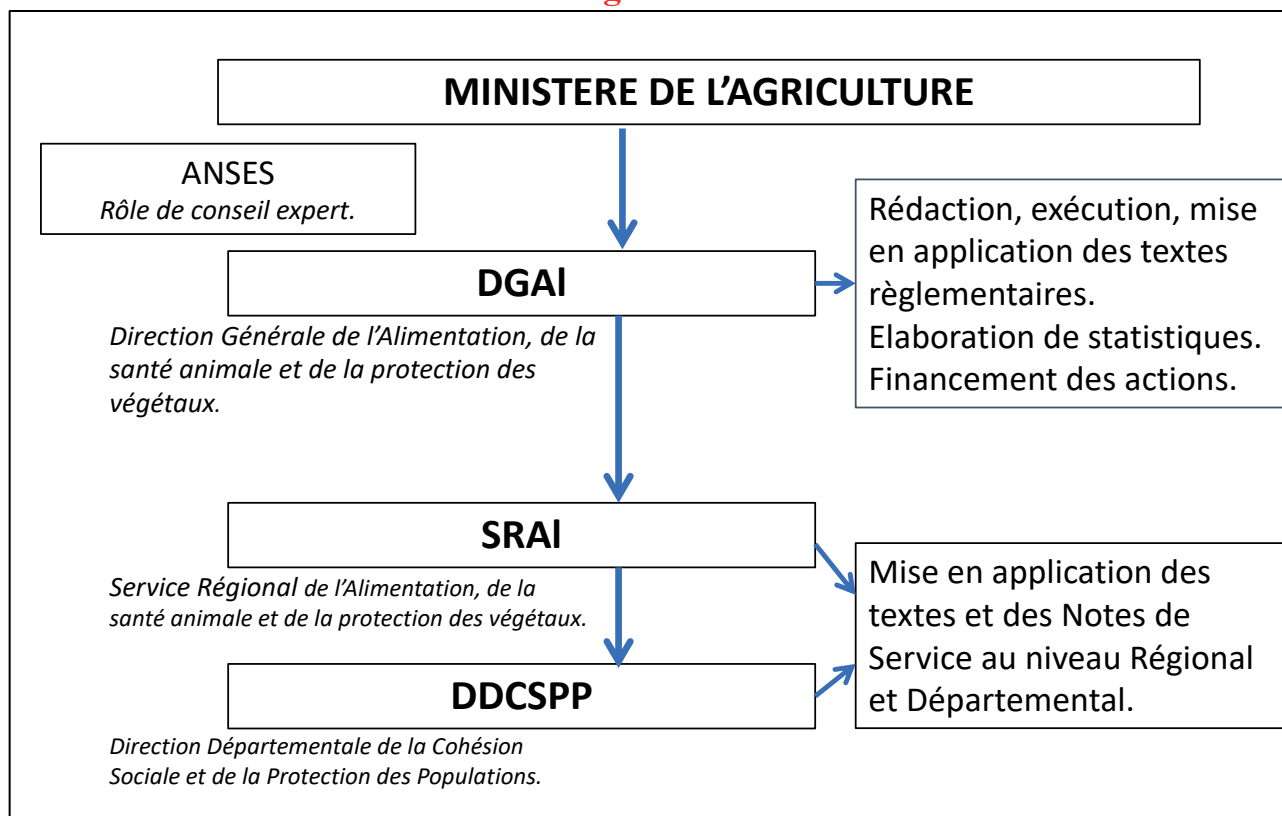 MINISTERE DE L’AGRICULTURE
ANSES
Rôle de conseil expert.
DGAl
Direction Générale de l’Alimentation, de la
santé animale et de la protection des
végétaux.
Rédaction, exécution, mise
en application des textes
règlementaires.
Elaboration de statistiques.
Financement des actions.
SRAl
Service Régional de l’Alimentation, de la
santé animale et de la protection des végétaux.
DDCSPP
Direction Départementale de la Cohésion
Sociale et de la Protection des Populations.
Mise en application des
textes et des Notes de
Service au niveau Régional
et Départemental.